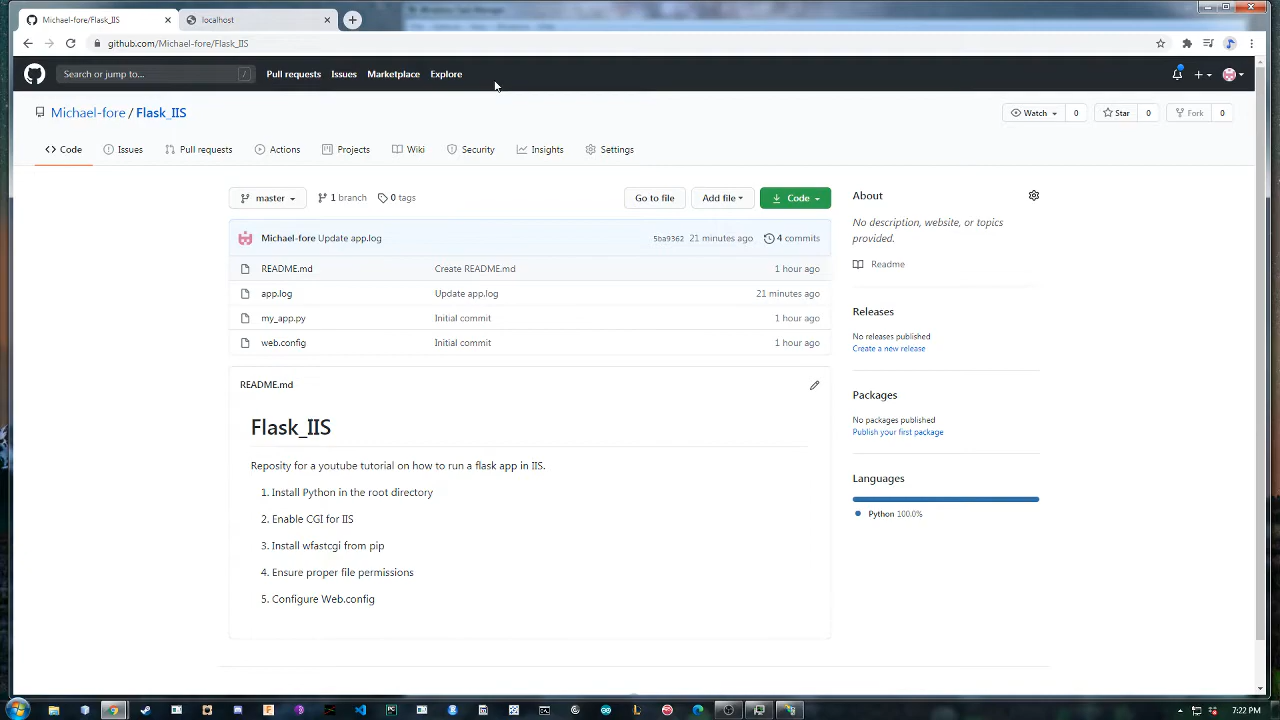 Michael-fore/Flask_IIS
localhost
github.com/Michael-fore/Flask_IIS
Search or jump to... /
Pull requests Issues Marketplace Explore
Michael-fore / Flask_IIS
Watch 0 Star 0 Fork 0
Code Issues Pull requests Actions Projects Wiki Security Insights Settings
master 1 branch 0 tags Go to file Add file Code
Michael-fore Update app.log 5ba9362 21 minutes ago 4 commits
README.md Create README.md 1 hour ago
app.log Update app.log 21 minutes ago
my_app.py Initial commit 1 hour ago
web.config Initial commit 1 hour ago
README.md
Flask_IIS
Reposity for a youtube tutorial on how to run a flask app in IIS.
1. Install Python in the root directory
2. Enable CGI for IIS
3. Install wfastcgi from pip
4. Ensure proper file permissions
5. Configure Web.config
About
No description, website, or topics
provided.
Readme
Releases
No releases published
Create a new release
Packages
No packages published
Publish your first package
Languages
Python 100.0%
7:22 PM